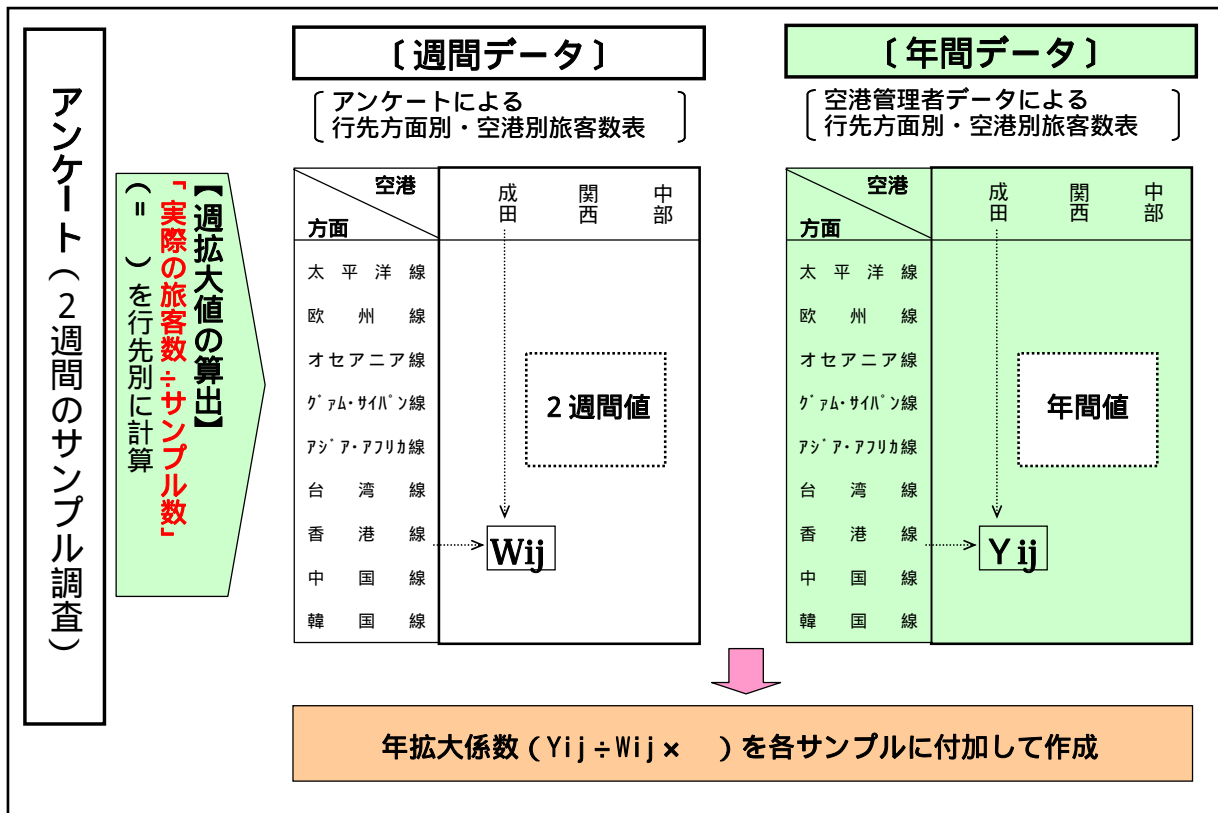 アンケート(2週間のサンプル調査)
【週拡大値の算出】
「実際の旅客数÷サンプル数」
(= )を行先別に計算
〔週間データ〕
アンケートによる
行先方面別・空港別旅客数表
空港
方面
成田
関西
中部
太平洋線
欧州線
オセアニア線
グァム・サイパン線
アジア・アフリカ線
台湾線
香港線
中国線
韓国線
2週間値
Wij
〔年間データ〕
空港管理者データによる
行先方面別・空港別旅客数表
空港
方面
成田
関西
中部
太平洋線
欧州線
オセアニア線
グァム・サイパン線
アジア・アフリカ線
台湾線
香港線
中国線
韓国線
年間値
Yij
年拡大係数(Yij÷Wij× )を各サンプルに付加して作成